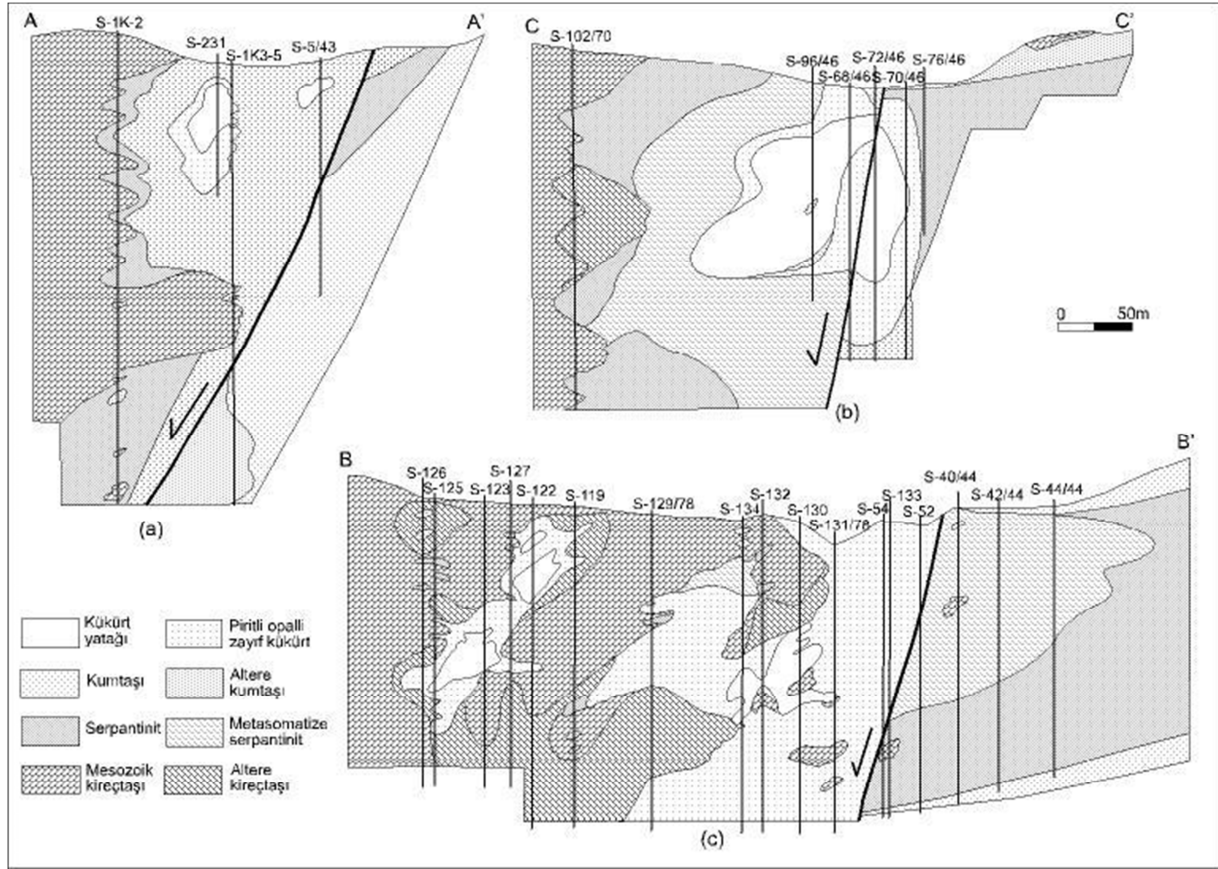 A
A'
S-1K-2
S-231
S-1K3-5
S-5/43
(a)
C
C'
S-102/70
S-96/46
S-72/46
S-76/46
S-68/46
S-70/46
0 50m
(b)
B
B'
S-126
S-127
S-125
S-123
S-122
S-119
S-129/78
S-132
S-134
S-130
S-131/78
S-133
S-54
S-52
S-40/44
S-42/44
S-44/44
(c)
Kükürt
yatağı
Piritli opalli
zayıf kükürt
Kumtaşı
Altere
kumtaşı
Serpantinit
Metasomatize
serpantinit
Mesozoik
kireçtaşı
Altere
kireçtaşı